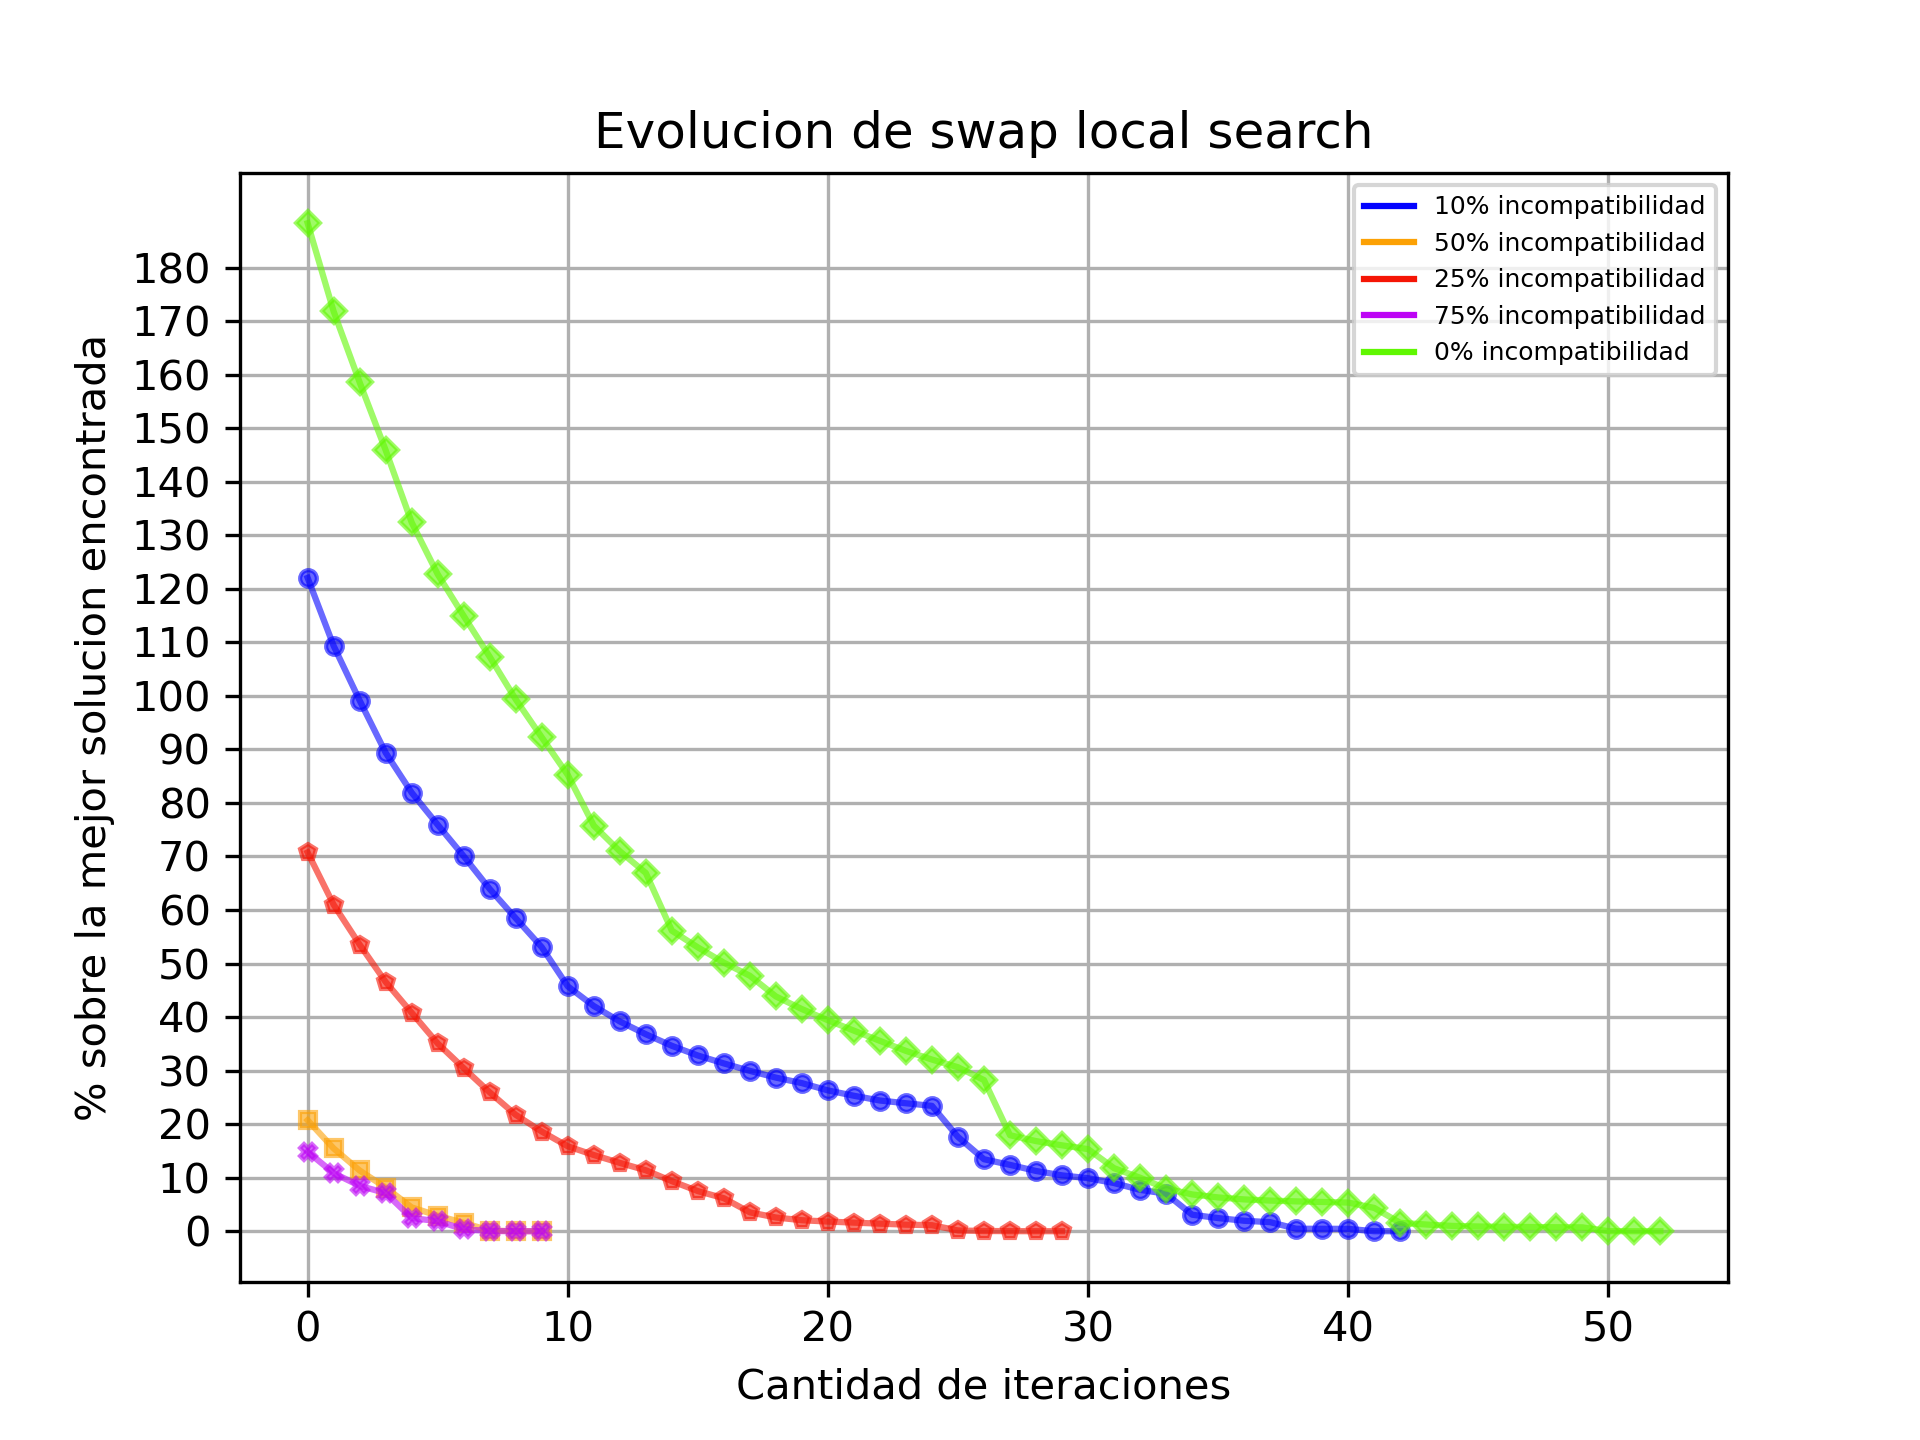 Evolucion de swap local search
10% incompatibilidad
50% incompatibilidad
25% incompatibilidad
75% incompatibilidad
0% incompatibilidad
% sobre la mejor solucion encontrada
180
170
160
150
140
130
120
110
100
90
80
70
60
50
40
30
20
10
0
0 10 20 30 40 50
Cantidad de iteraciones